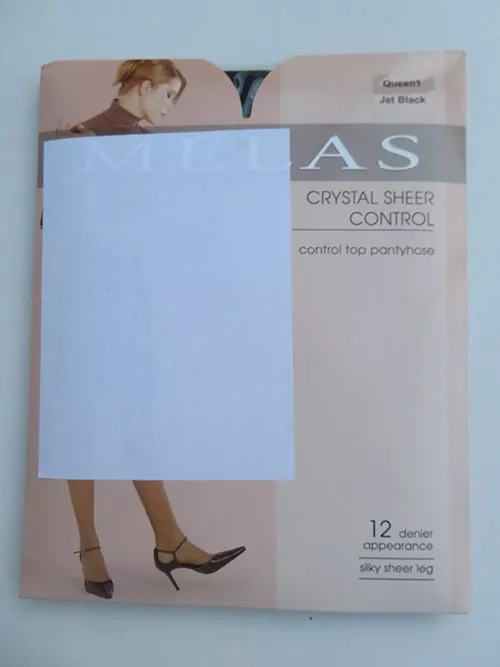 Queen1
Jet Black
MELAS
CRYSTAL SHEER
CONTROL
control top pantyhose
12 denier
appearance
silky sheer leg